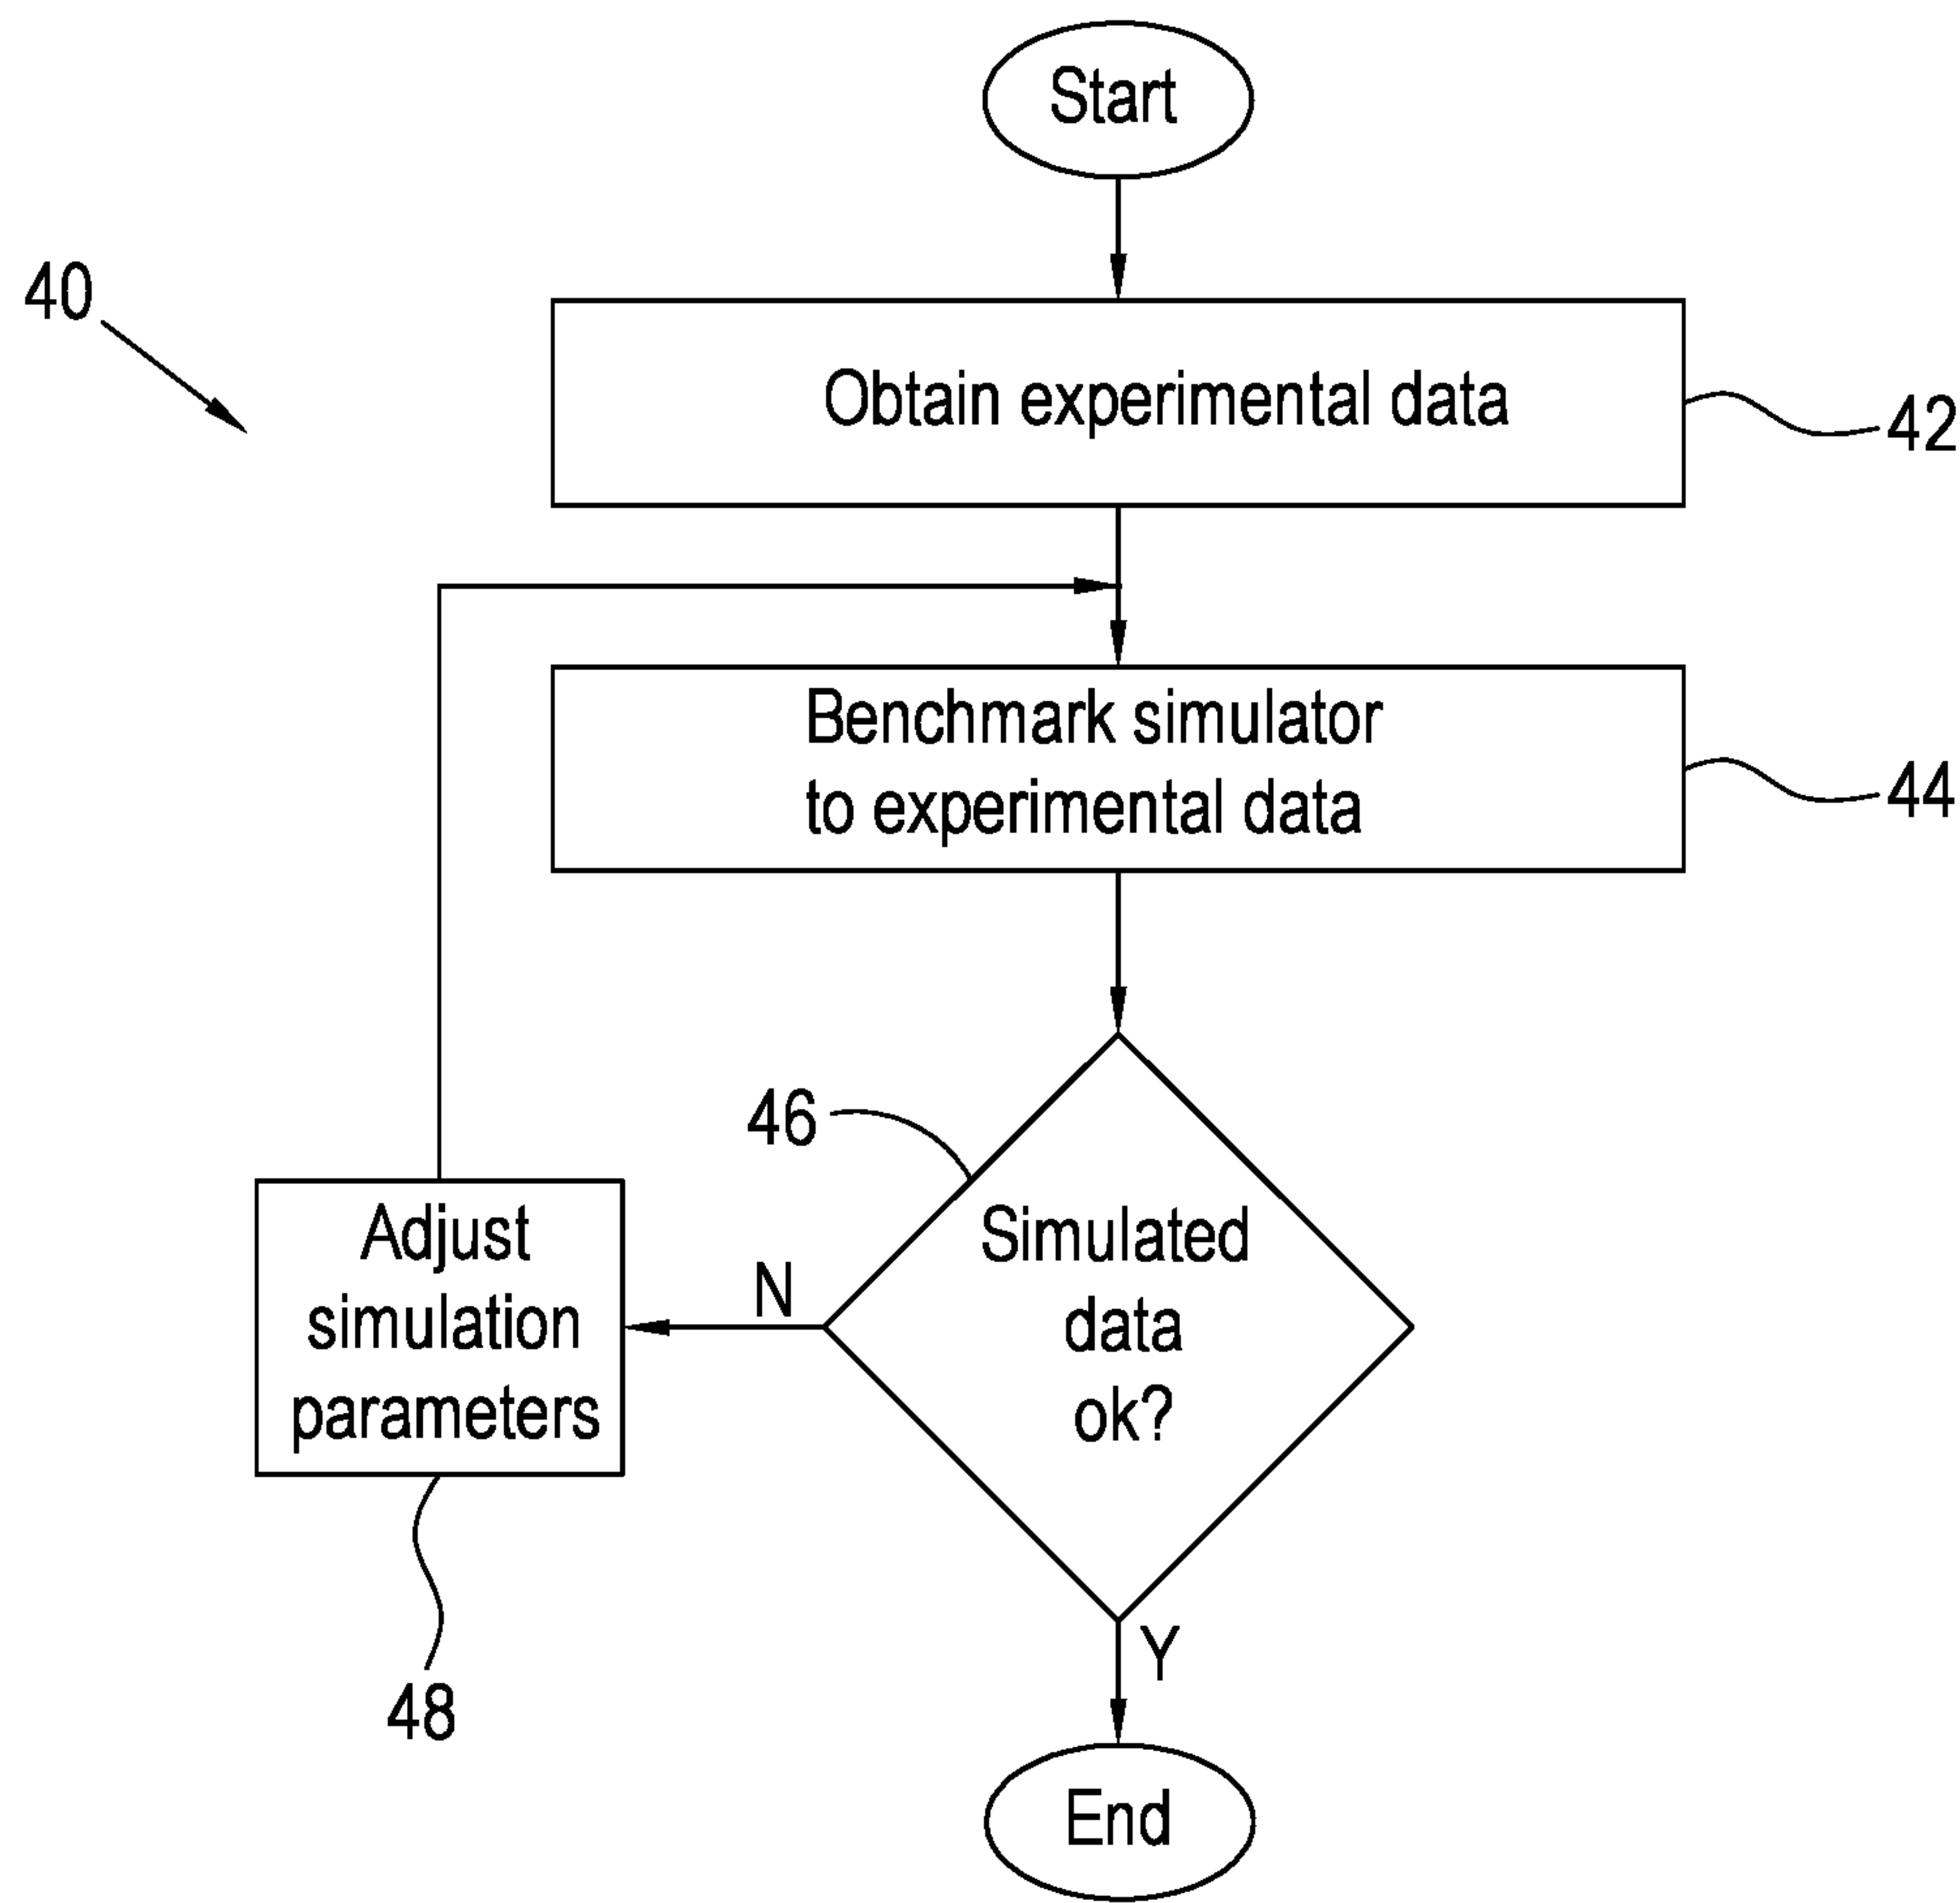 Start
40
Obtain experimental data
42
Benchmark simulator
to experimental data
44
46
Simulated
data
ok?
N
Adjust
simulation
parameters
48
Y
End